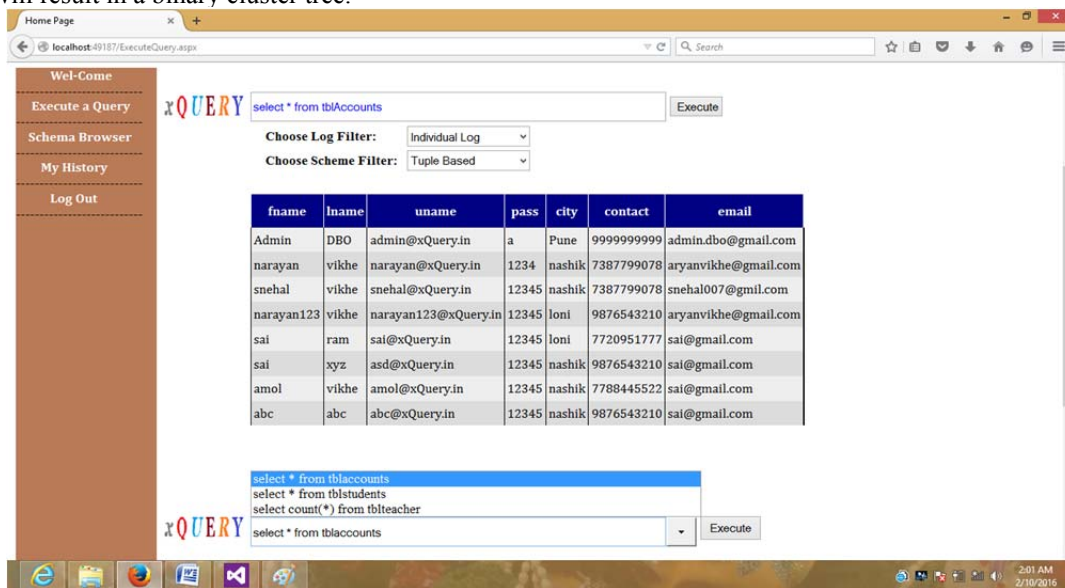 will result in a binary cluster tree.
Home Page × +
localhost:49187/ExecuteQuery.aspx Search
Wel-Come
Execute a Query
Schema Browser
My History
Log Out
xQUERY select * from tblAccounts Execute
Choose Log Filter: Individual Log
Choose Scheme Filter: Tuple Based
fname lname uname pass city contact email
Admin DBO admin@xQuery.in a Pune 9999999999 admin.dbo@gmail.com
narayan vikhe narayan@xQuery.in 1234 nashik 7387799078 aryanvikhe@gmail.com
snehal vikhe snehal@xQuery.in 12345 nashik 7387799078 snehal007@gmil.com
narayan123 vikhe narayan123@xQuery.in 12345 loni 9876543210 aryanvikhe@gmail.com
sai ram sai@xQuery.in 12345 loni 7720951777 sai@gmail.com
sai xyz asd@xQuery.in 12345 nashik 9876543210 sai@gmail.com
amol vikhe amol@xQuery.in 12345 nashik 7788445522 sai@gmail.com
abc abc abc@xQuery.in 12345 nashik 9876543210 sai@gmail.com
select * from tblaccounts
select * from tblstudents
select count(*) from tblteacher
xQUERY select * from tblaccounts Execute
2:01 AM
2/10/2016